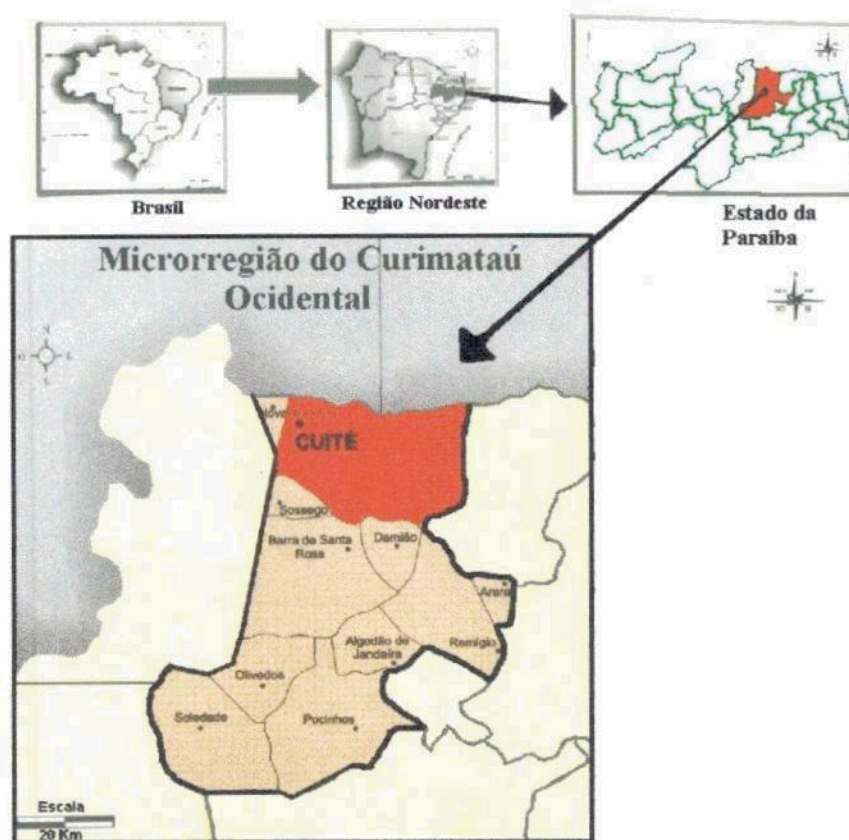 Brasil
Região Nordeste
Estado da
Paraíba
Microrregião do Curimataú
Ocidental
CUITÉ
Sossego
Barra de Santa
Rosa
Damião
Arara
Algodão de
Jandaíra
Remígio
Olivedos
Soledade
Pocinhos
Escala
20 Km